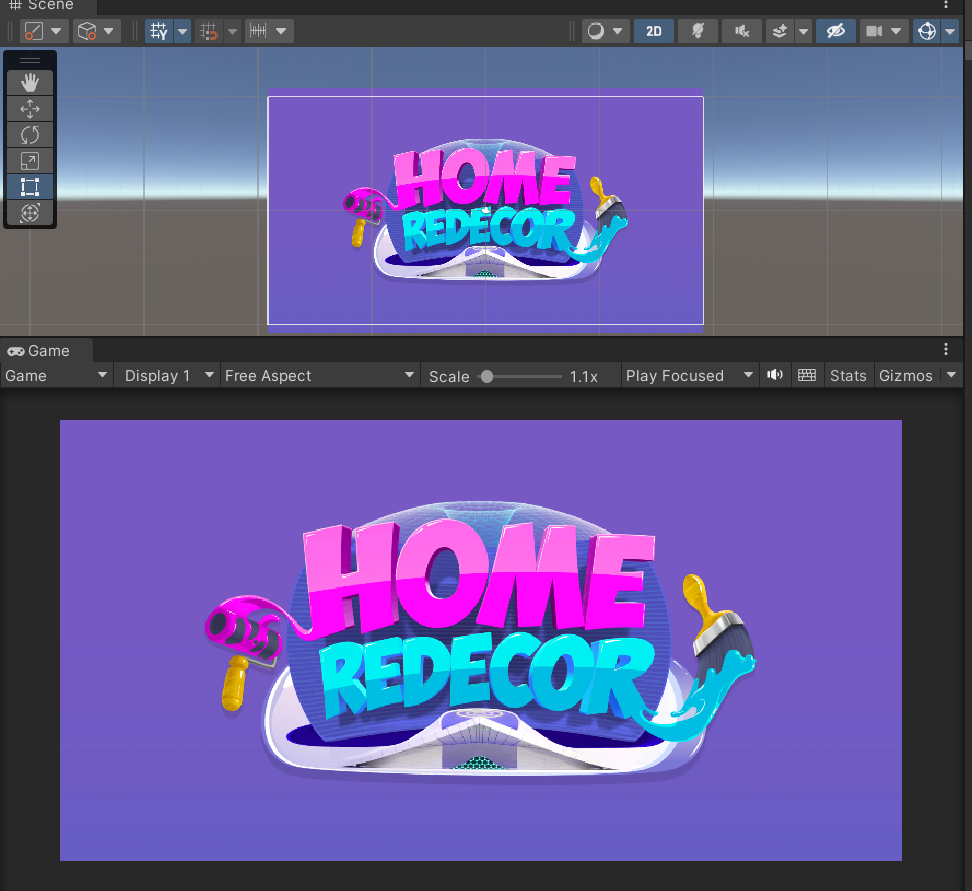 Scene
Y
2D
HOME
REDECOR
Game
Game
Display 1
Free Aspect
Scale
1.1x
Play Focused
Stats
Gizmos
HOME
REDECOR